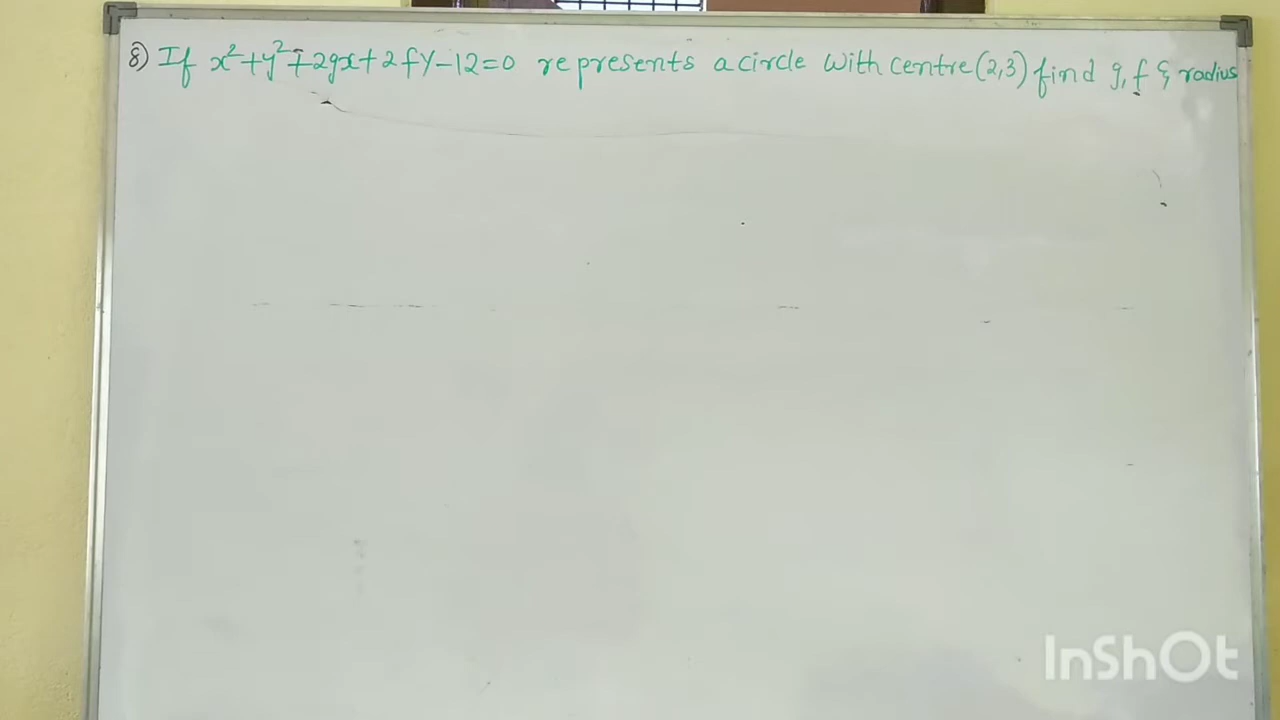 8) If x²+y²+2gx+2fy-12=0 represents a circle with centre (2,3) find g, f & radius
InShOt